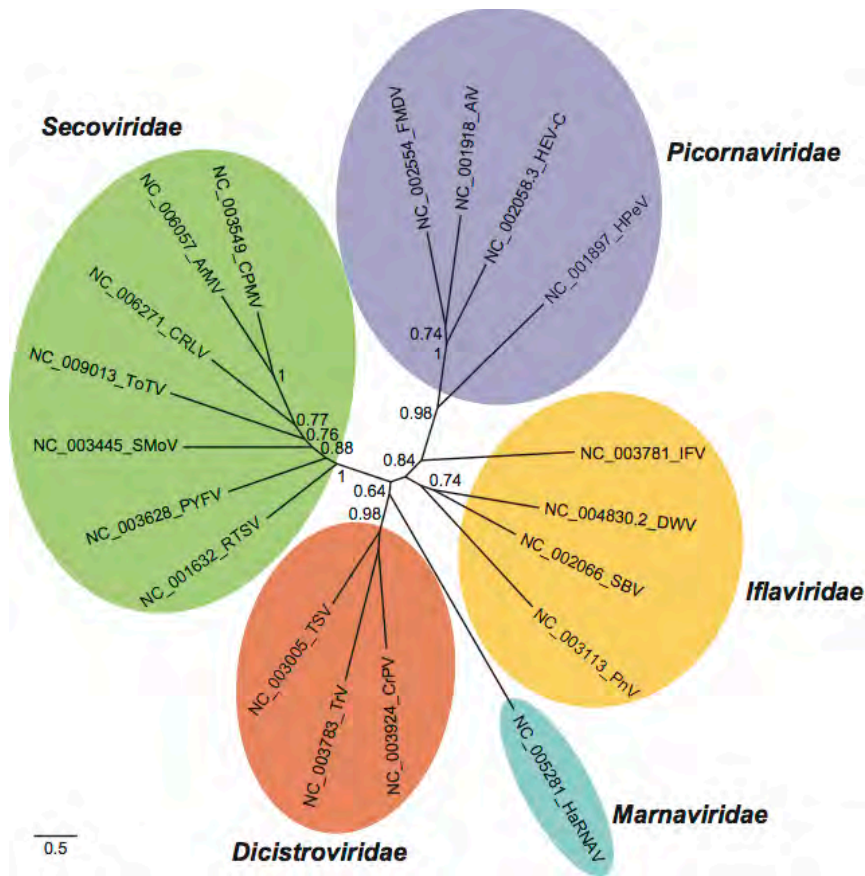 Secoviridae
Picornaviridae
NC_002554_FMDV
NC_001918_AiV
NC_002058.3_HEV-C
NC_001897_HPeV
NC_003549_CPMV
NC_006057_ArMV
NC_006271_CRLV
NC_009013_ToTV
NC_003445_SMoV
NC_003628_PYFV
NC_001632_RTSV
0.74
1
0.98
1
0.77
0.76
0.88
1
0.84
0.74
0.64
0.98
NC_003781_IFV
NC_004830.2_DWV
NC_002066_SBV
NC_003113_PnV
Iflaviridae
NC_003005_TSV
NC_003783_TrV
NC_003924_CrPV
NC_005281_HaRNAV
Marnaviridae
Dicistroviridae
0.5